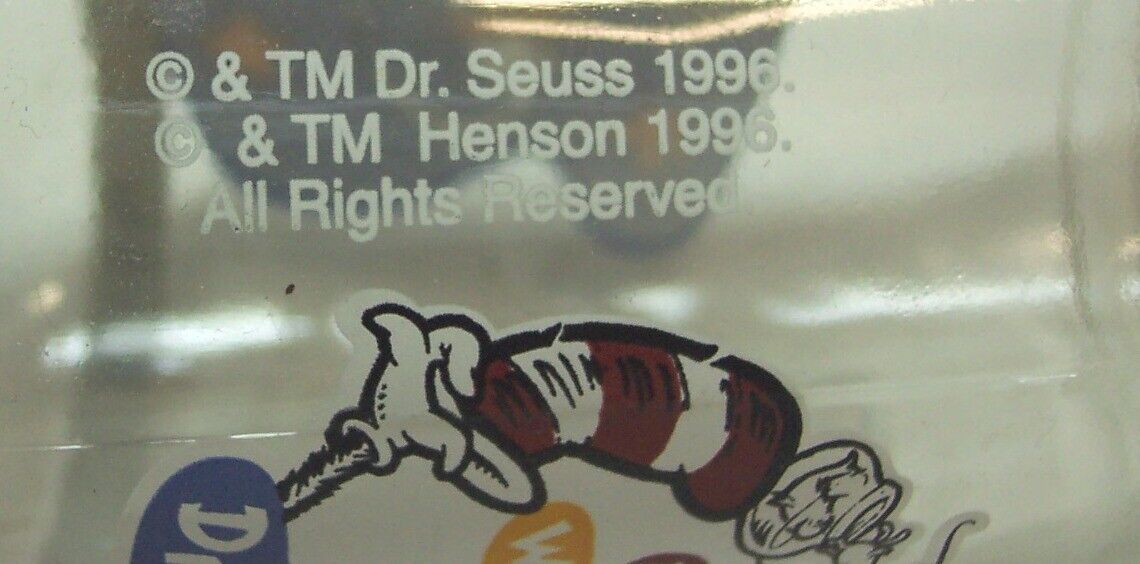 © & TM Dr. Seuss 1996.
© & TM Henson 1996.
All Rights Reserved.
D
W